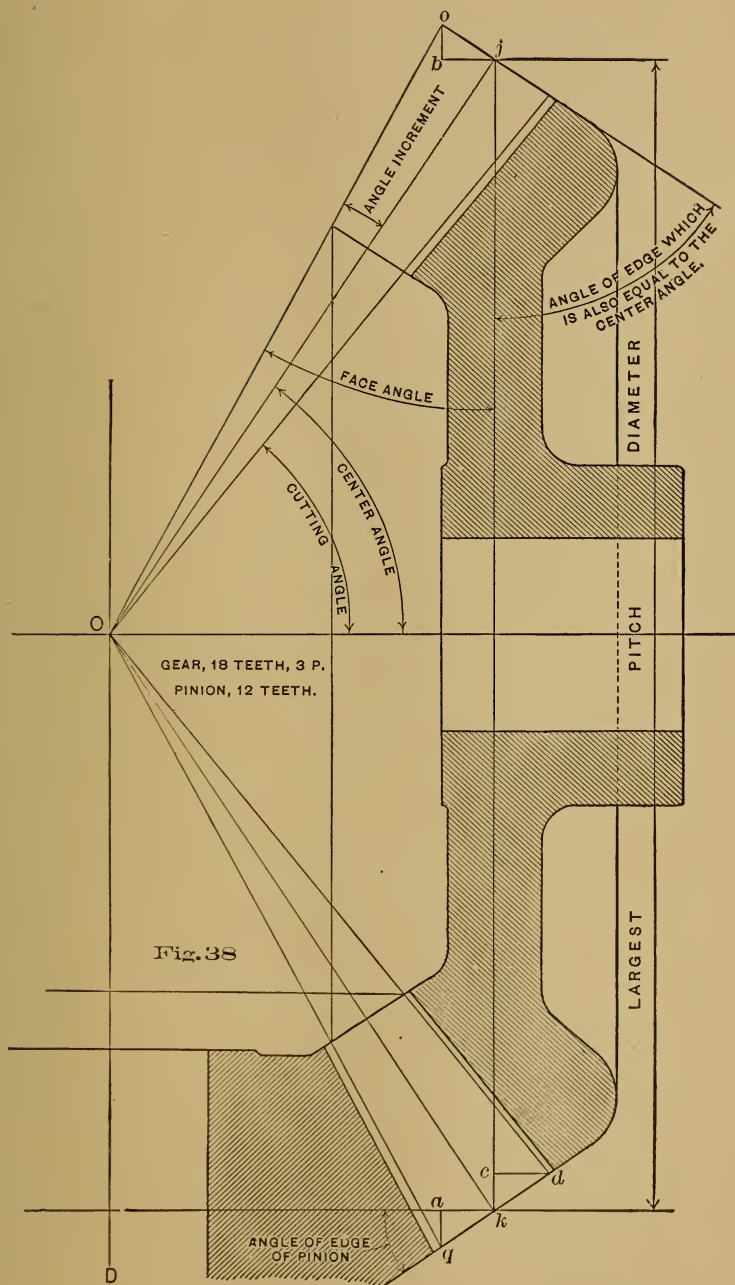 o
b
j
ANGLE INCREMENT
ANGLE OF EDGE WHICH
IS ALSO EQUAL TO THE
CENTER ANGLE.
FACE ANGLE
CENTER ANGLE
CUTTING ANGLE
DIAMETER
PITCH
LARGEST
O
GEAR, 18 TEETH, 3 P.
PINION, 12 TEETH.
Fig. 38
c
d
a
k
q
ANGLE OF EDGE
OF PINION
D